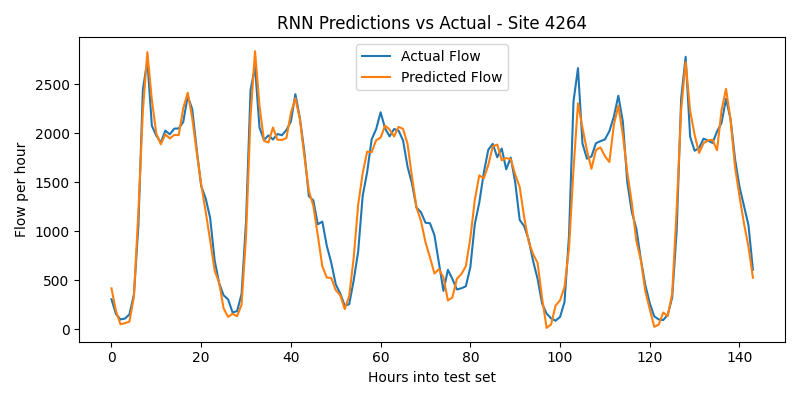 RNN Predictions vs Actual - Site 4264
Actual Flow
Predicted Flow
Flow per hour
2500
2000
1500
1000
500
0
0 20 40 60 80 100 120 140
Hours into test set